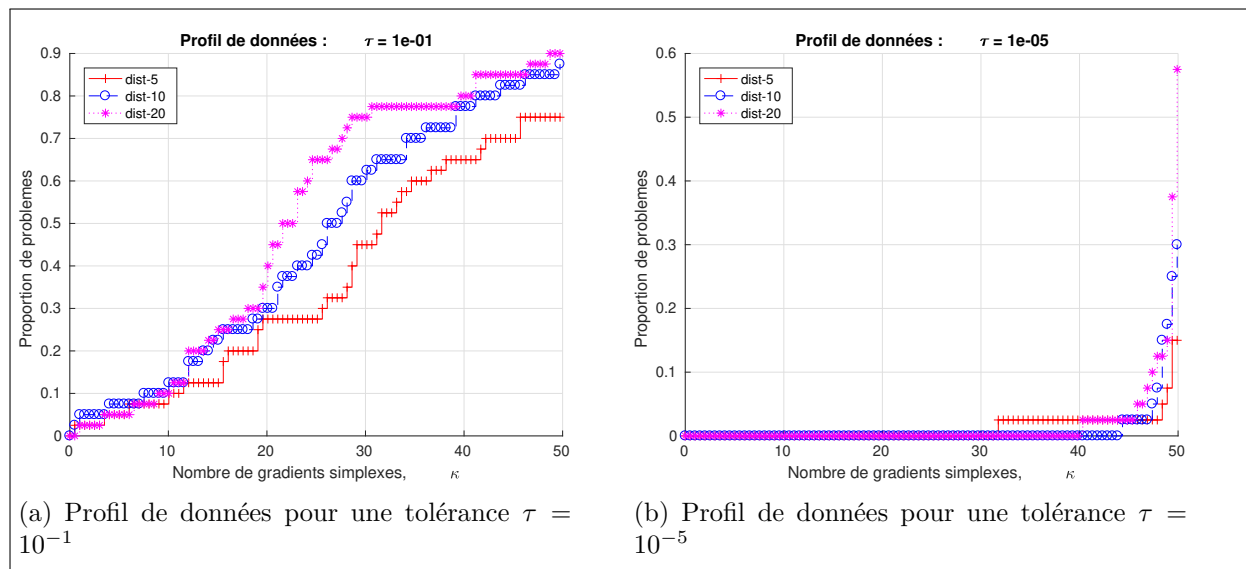 Profil de données : τ = 1e-01
0.9
0.8
0.7
0.6
0.5
0.4
0.3
0.2
0.1
0
Proportion de problemes
dist-5
dist-10
dist-20
0 10 20 30 40 50
Nombre de gradients simplexes, κ
(a) Profil de données pour une tolérance τ =
10⁻¹
Profil de données : τ = 1e-05
0.6
0.5
0.4
0.3
0.2
0.1
0
Proportion de problemes
dist-5
dist-10
dist-20
0 10 20 30 40 50
Nombre de gradients simplexes, κ
(b) Profil de données pour une tolérance τ =
10⁻⁵